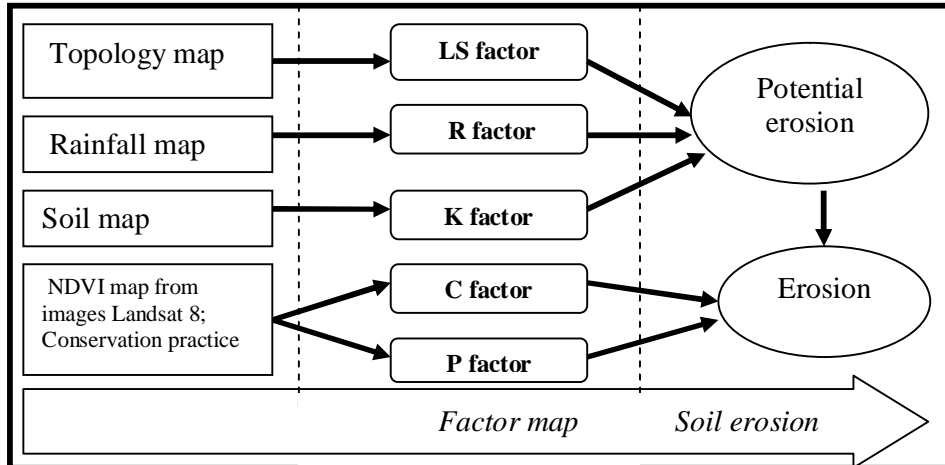 Topology map
LS factor
Potential
erosion
Rainfall map
R factor
Soil map
K factor
NDVI map from
images Landsat 8;
Conservation practice
C factor
P factor
Erosion
Factor map
Soil erosion